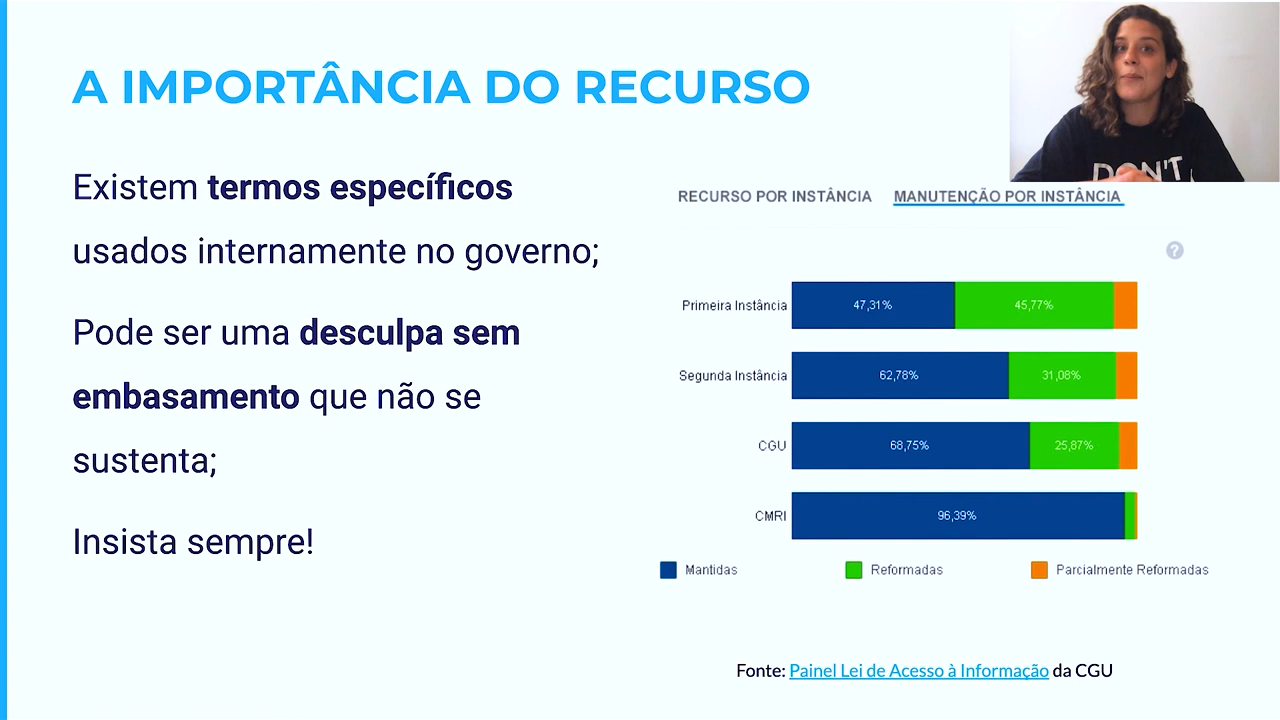 A IMPORTÂNCIA DO RECURSO
Existem termos específicos
usados internamente no governo;
Pode ser uma desculpa sem
embasamento que não se
sustenta;
Insista sempre!
DON'T
RECURSO POR INSTÂNCIA MANUTENÇÃO POR INSTÂNCIA
?
Primeira Instância 47,31% 45,77%
Segunda Instância 62,78% 31,08%
CGU 68,75% 25,87%
CMRI 96,39%
Mantidas Reformadas Parcialmente Reformadas
Fonte: Painel Lei de Acesso à Informação da CGU